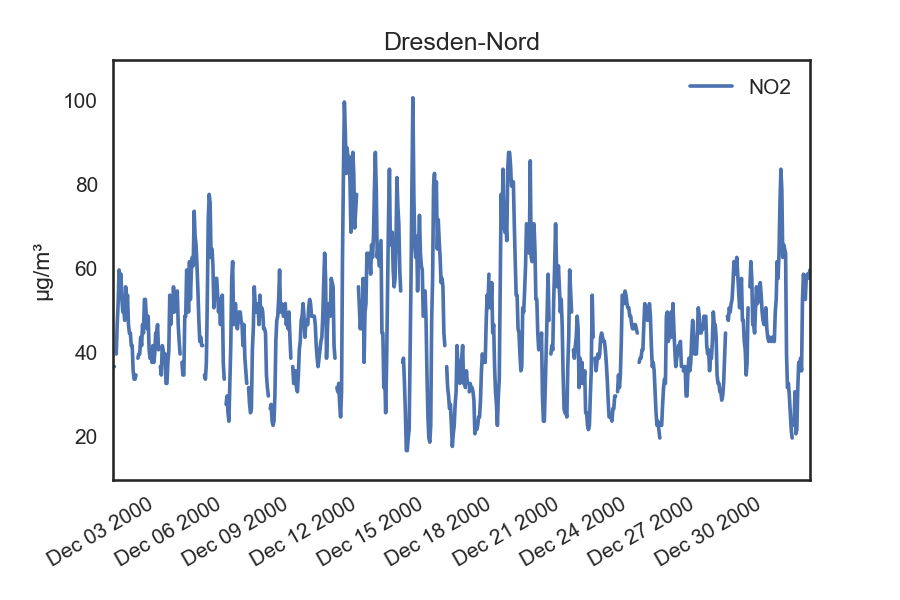 Dresden-Nord
NO2
µg/m³
100
80
60
40
20
Dec 03 2000
Dec 06 2000
Dec 09 2000
Dec 12 2000
Dec 15 2000
Dec 18 2000
Dec 21 2000
Dec 24 2000
Dec 27 2000
Dec 30 2000